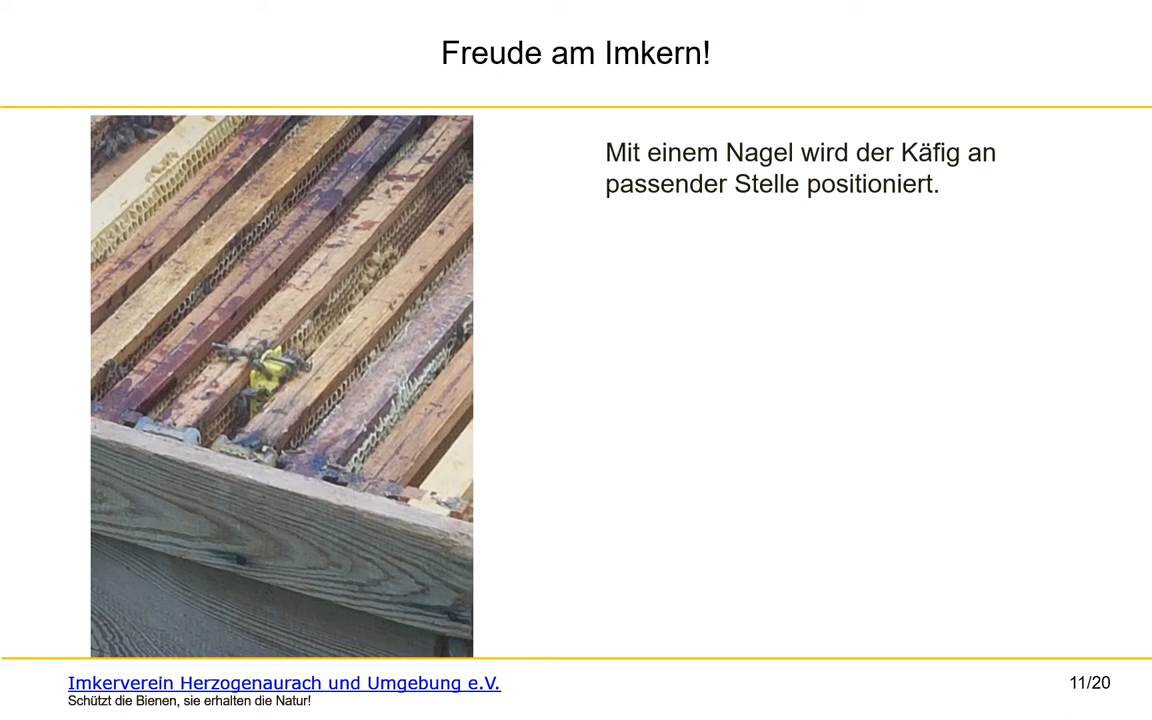 Freude am Imkern!
Mit einem Nagel wird der Käfig an
passender Stelle positioniert.
Imkerverein Herzogenaurach und Umgebung e.V.
Schützt die Bienen, sie erhalten die Natur!
11/20